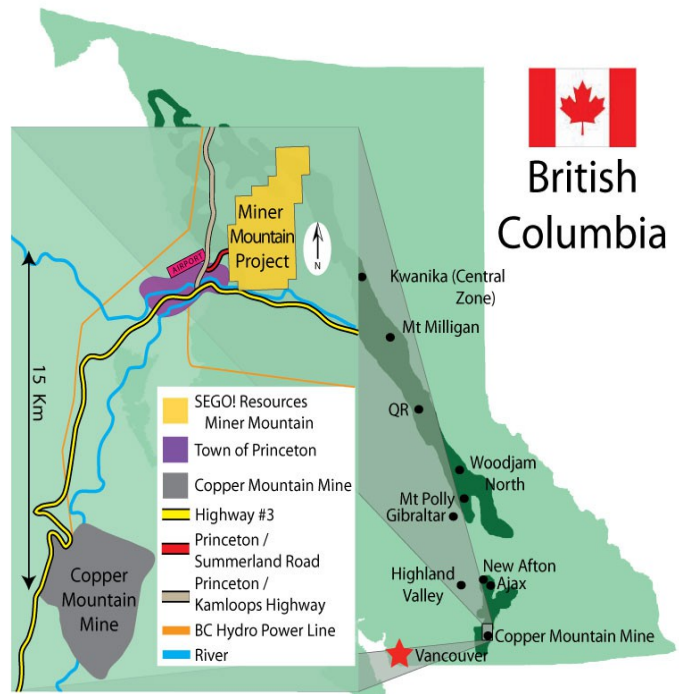 British
Columbia
Miner
Mountain
Project
AIRPORT
N
15 Km
Copper
Mountain
Mine
SEGO! Resources
Miner Mountain
Town of Princeton
Copper Mountain Mine
Highway #3
Princeton /
Summerland Road
Princeton /
Kamloops Highway
BC Hydro Power Line
River
Kwanika (Central
Zone)
Mt Milligan
QR
Woodjam
North
Mt Polly
Gibraltar
New Afton
Ajax
Highland
Valley
Copper Mountain Mine
Vancouver